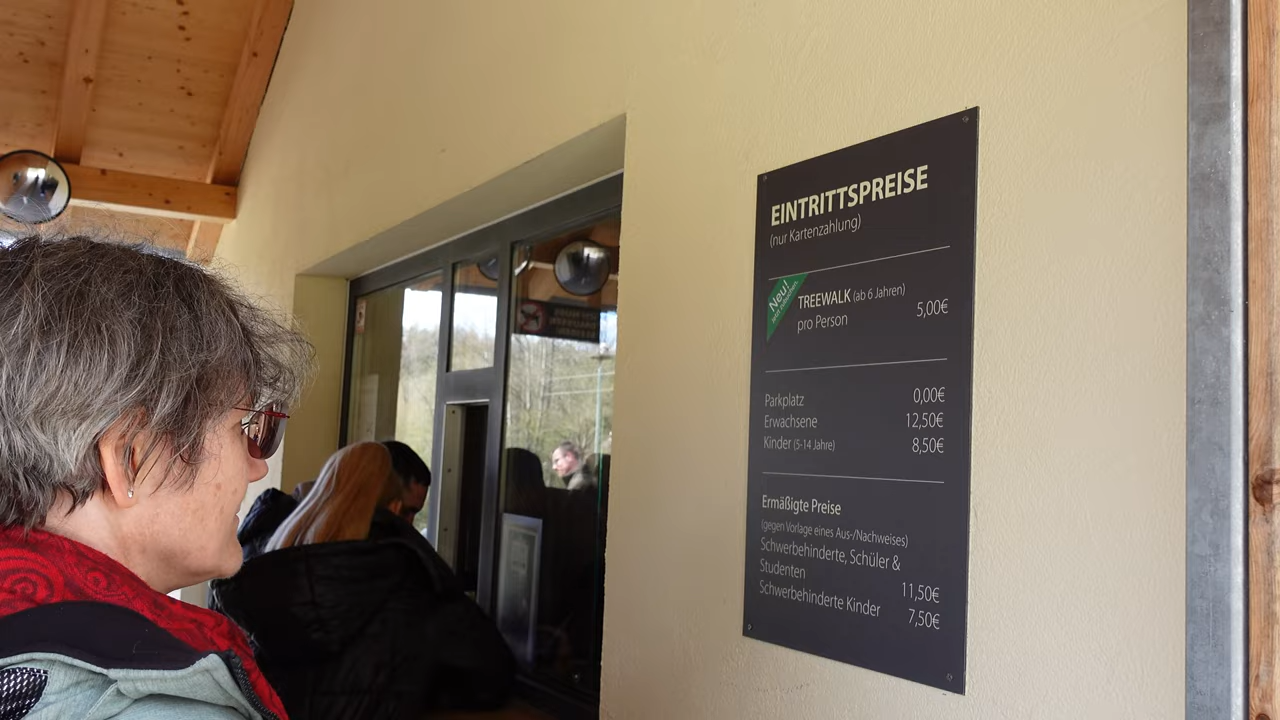 EINTRITTSPREISE
(nur Kartenzahlung)
Neu!
TREEWALK (ab 6 Jahren)
pro Person 5,00€
Parkplatz 0,00€
Erwachsene 12,50€
Kinder (5-14 Jahre) 8,50€
Ermäßigte Preise
(gegen Vorlage eines Aus-/Nachweises)
Schwerbehinderte, Schüler &
Studenten 11,50€
Schwerbehinderte Kinder 7,50€